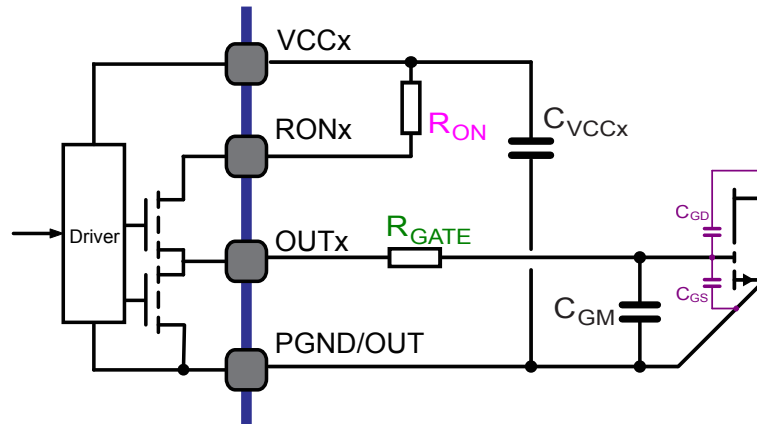 VCCx
RONx
RON
CVCCx
Driver
OUTx
RGATE
CGD
CGS
CGM
PGND/OUT